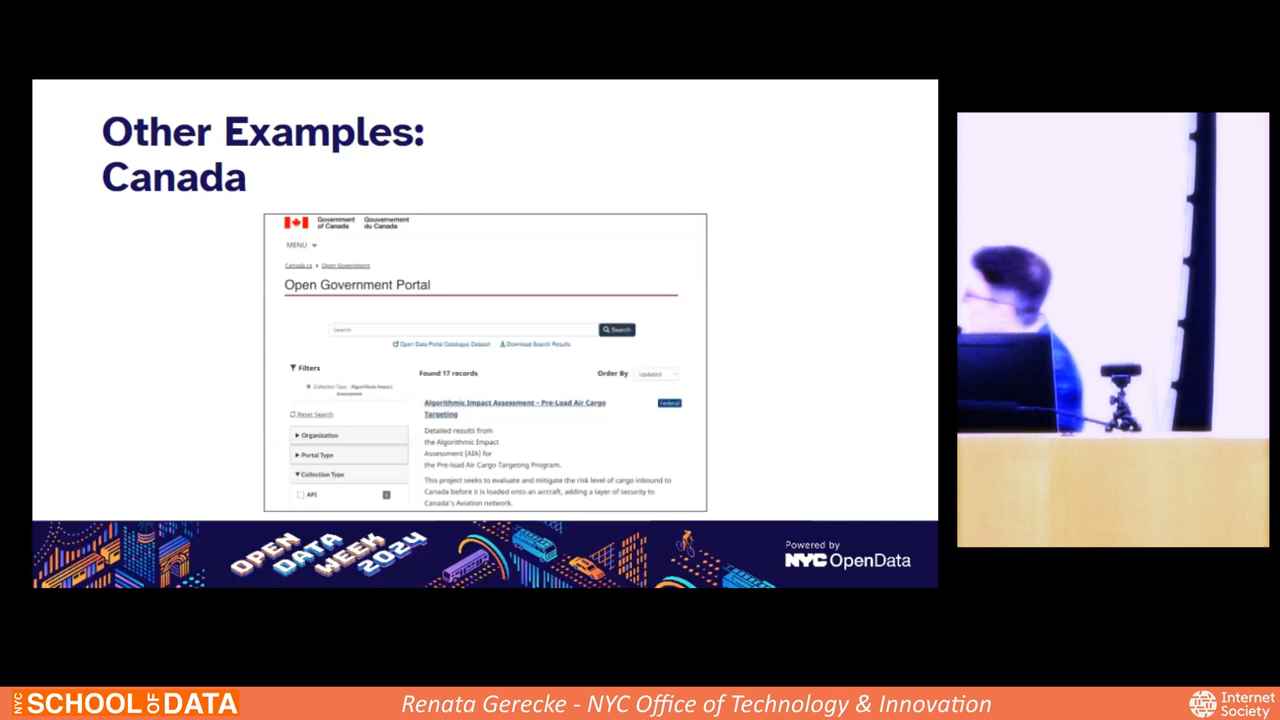 Other Examples:
Canada
Government
of Canada
Gouvernement
du Canada
MENU
Canada.ca
Open Government
Open Government Portal
Search
Search
Open Data Portal Catalogue Dataset
Download Search Results
Filters
Found 17 records
Order By
Updated
Collection Type - Algorithmic Impact
Assessment
Reset Search
Organization
Portal Type
Collection Type
API
Algorithmic Impact Assessment - Pre-Load Air Cargo
Targeting
Federal
Detailed results from
the Algorithmic Impact
Assessment (AIA) for
the Pre-load Air Cargo Targeting Program.
This project seeks to evaluate and mitigate the risk level of cargo inbound to
Canada before it is loaded onto an aircraft, adding a layer of security to
Canada's Aviation network.
OPEN
DATA
WEEK
2024
Powered by
NYC OpenData
NYC SCHOOL OF DATA
Renata Gerecke - NYC Office of Technology & Innovation
Internet
Society